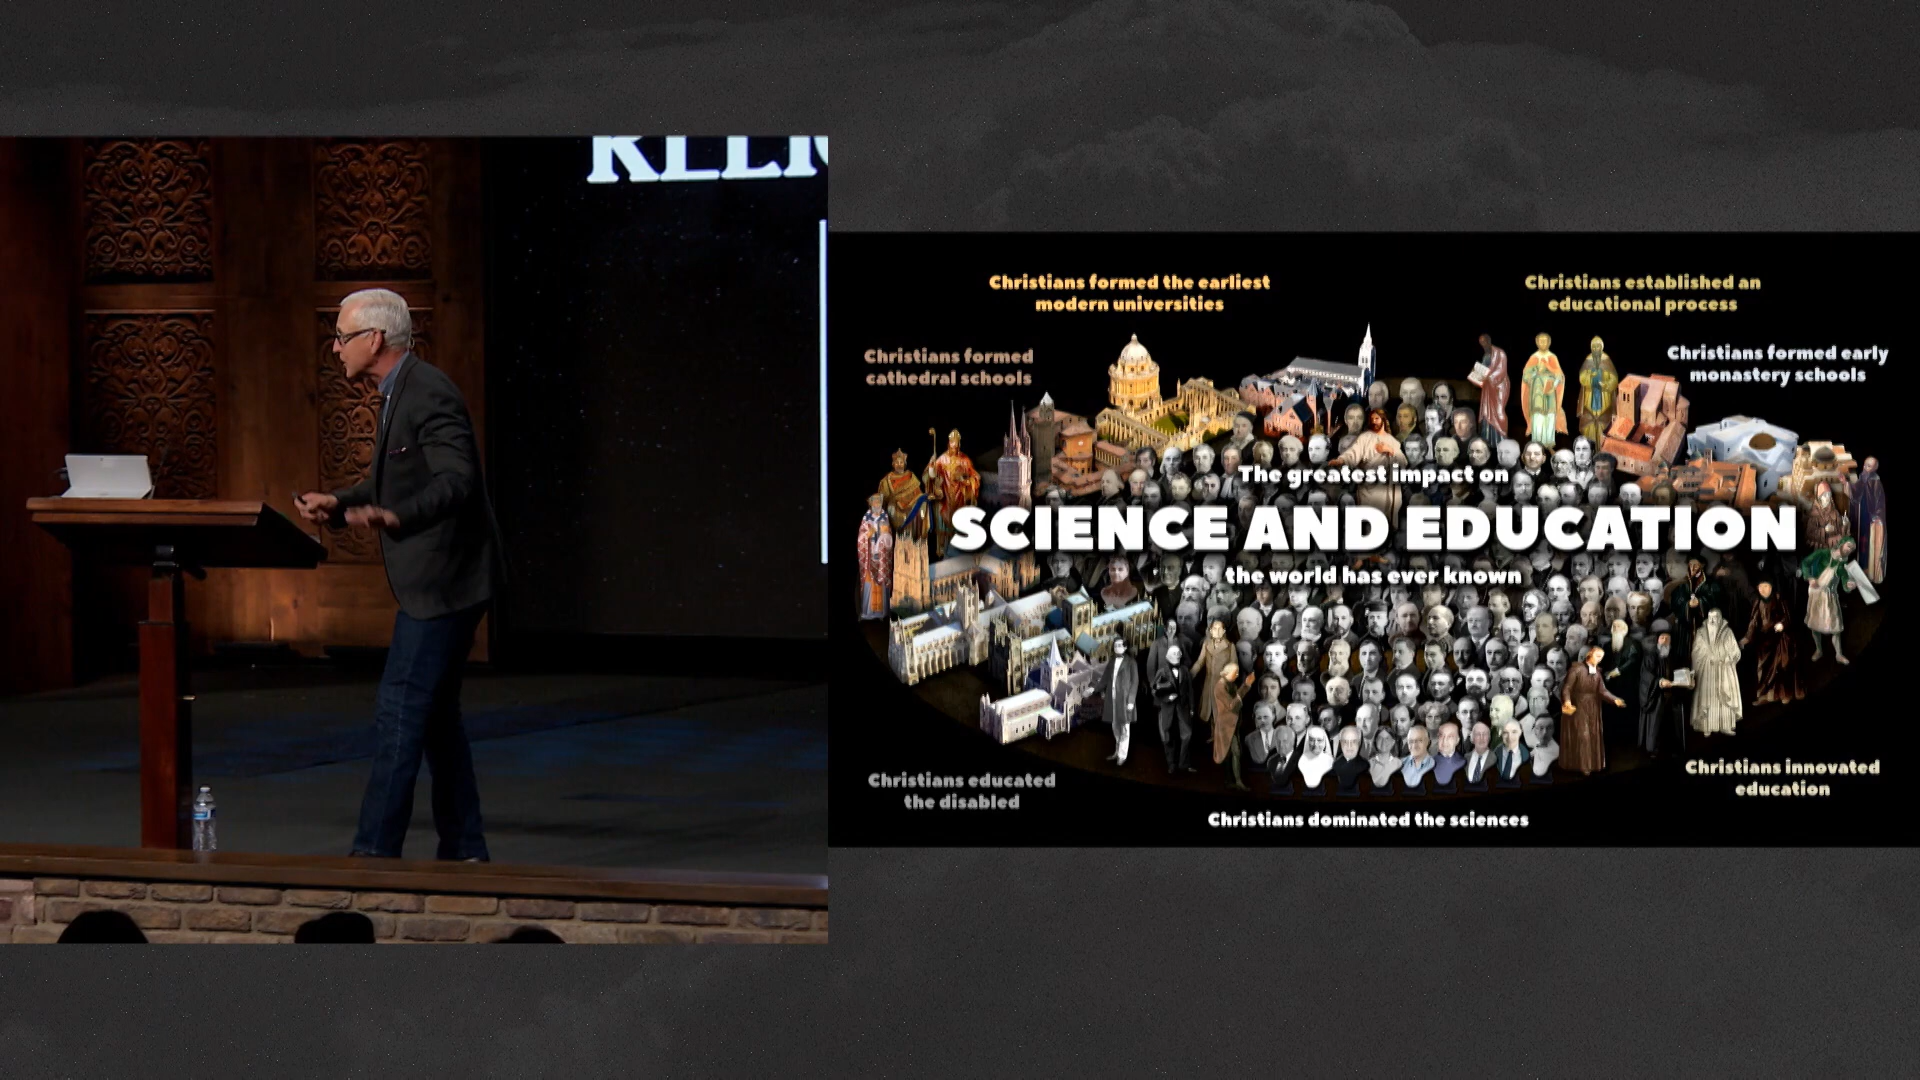 Christians formed the earliest
modern universities
Christians established an
educational process
Christians formed
cathedral schools
Christians formed early
monastery schools
The greatest impact on
SCIENCE AND EDUCATION
the world has ever known
Christians educated
the disabled
Christians innovated
education
Christians dominated the sciences